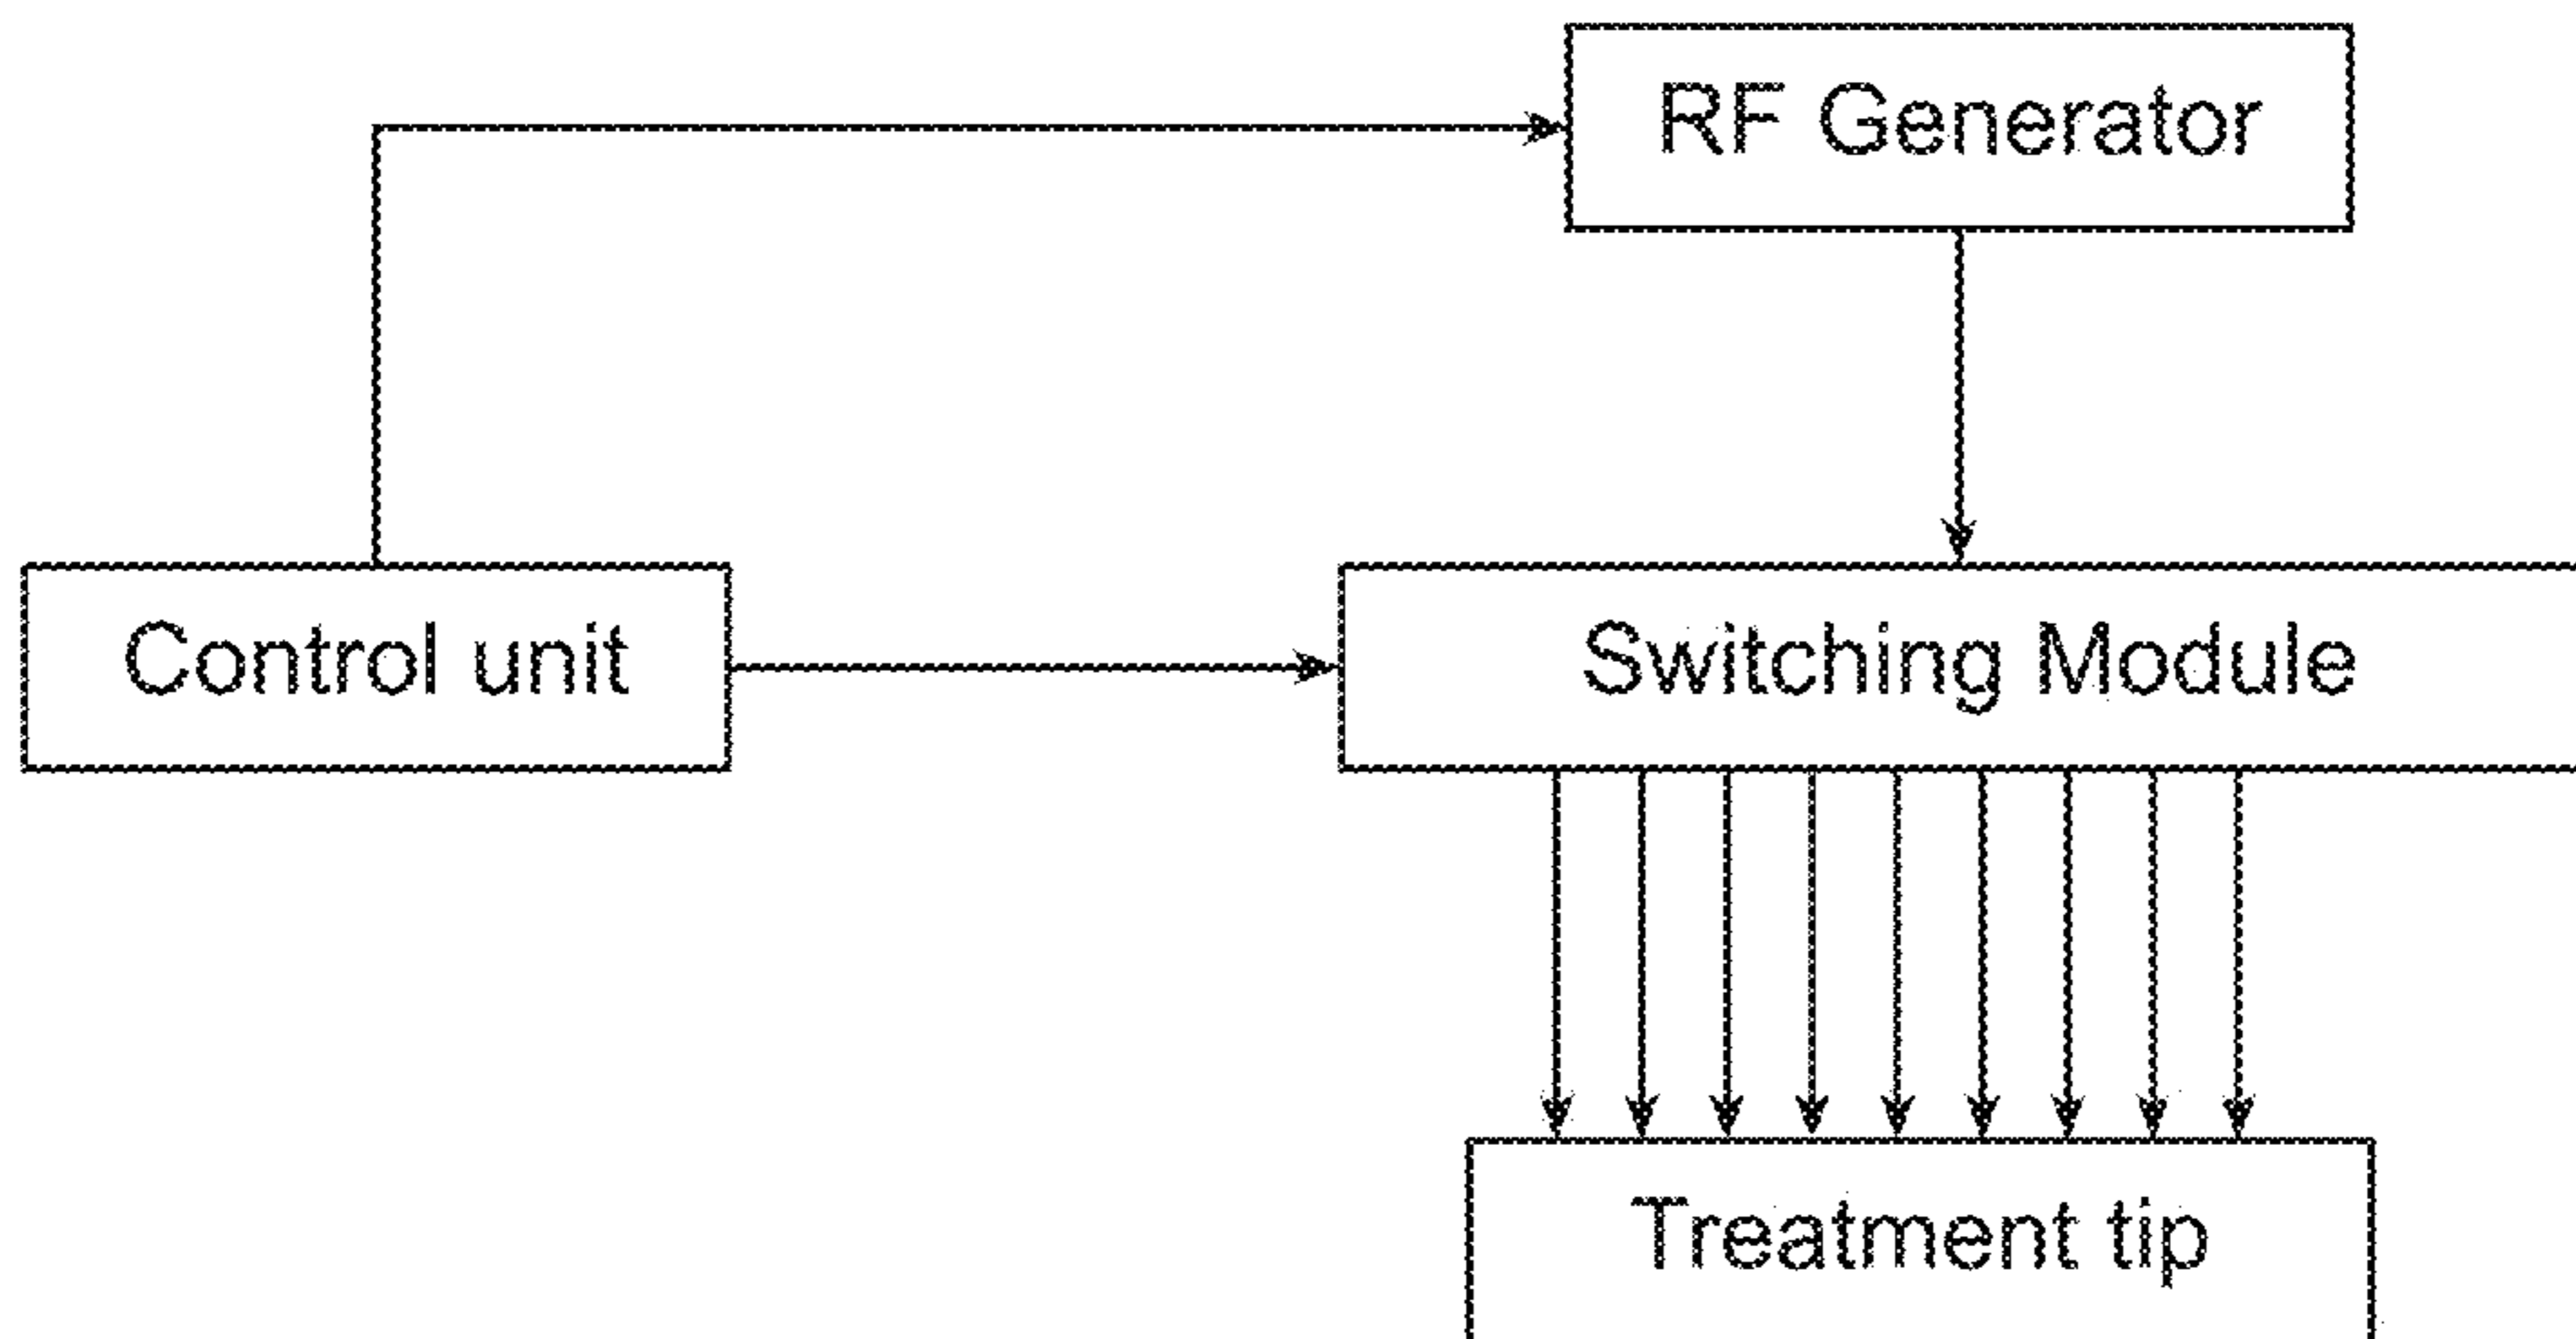 RF Generator
Control unit
Switching Module
Treatment tip